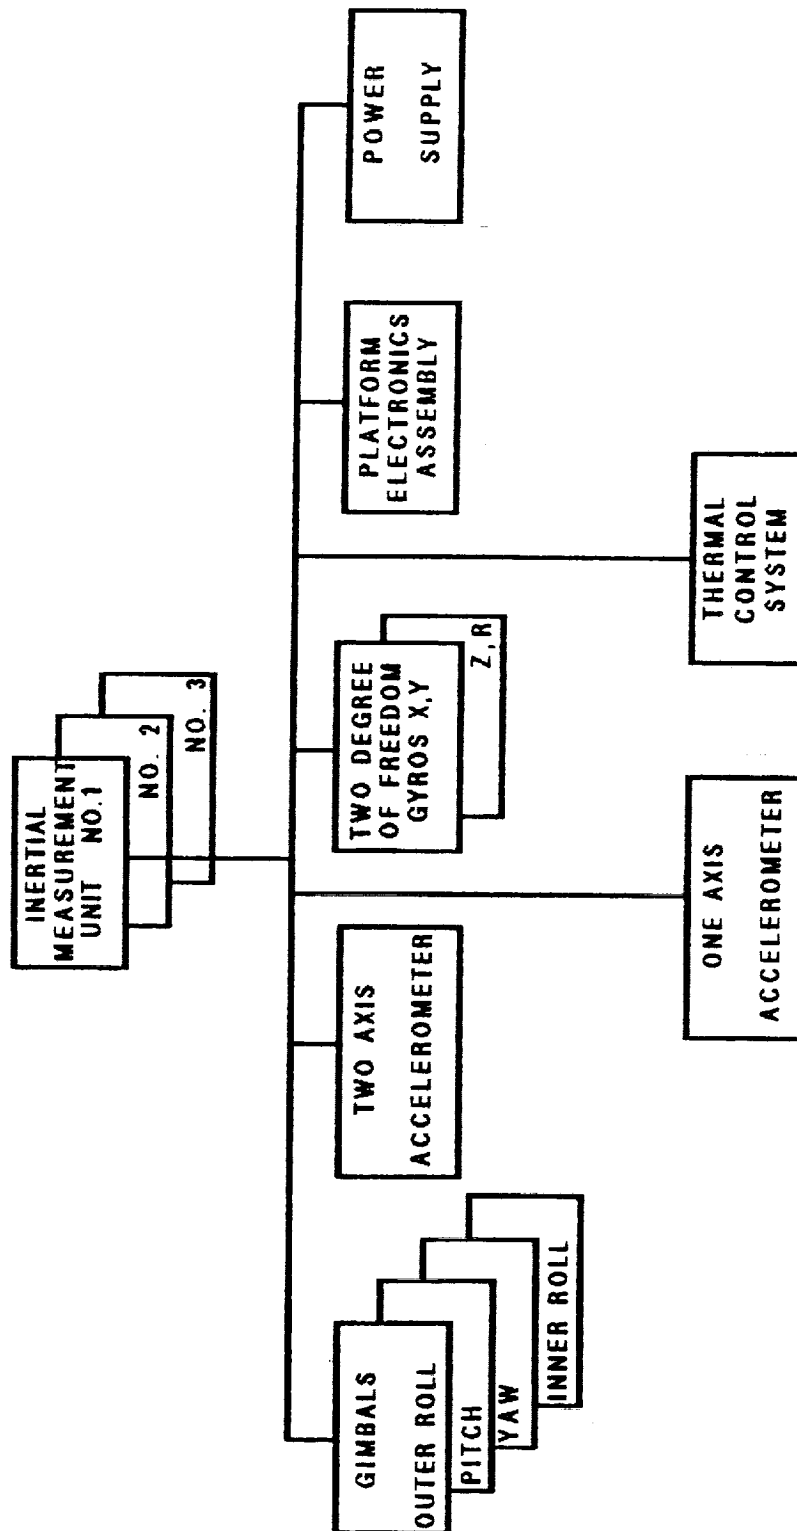 INERTIAL
MEASUREMENT
UNIT NO.1
NO. 2
NO. 3
GIMBALS
OUTER ROLL
PITCH
YAW
INNER ROLL
TWO AXIS
ACCELEROMETER
TWO DEGREE
OF FREEDOM
GYROS X,Y
Z,R
PLATFORM
ELECTRONICS
ASSEMBLY
POWER
SUPPLY
ONE AXIS
ACCELEROMETER
THERMAL
CONTROL
SYSTEM